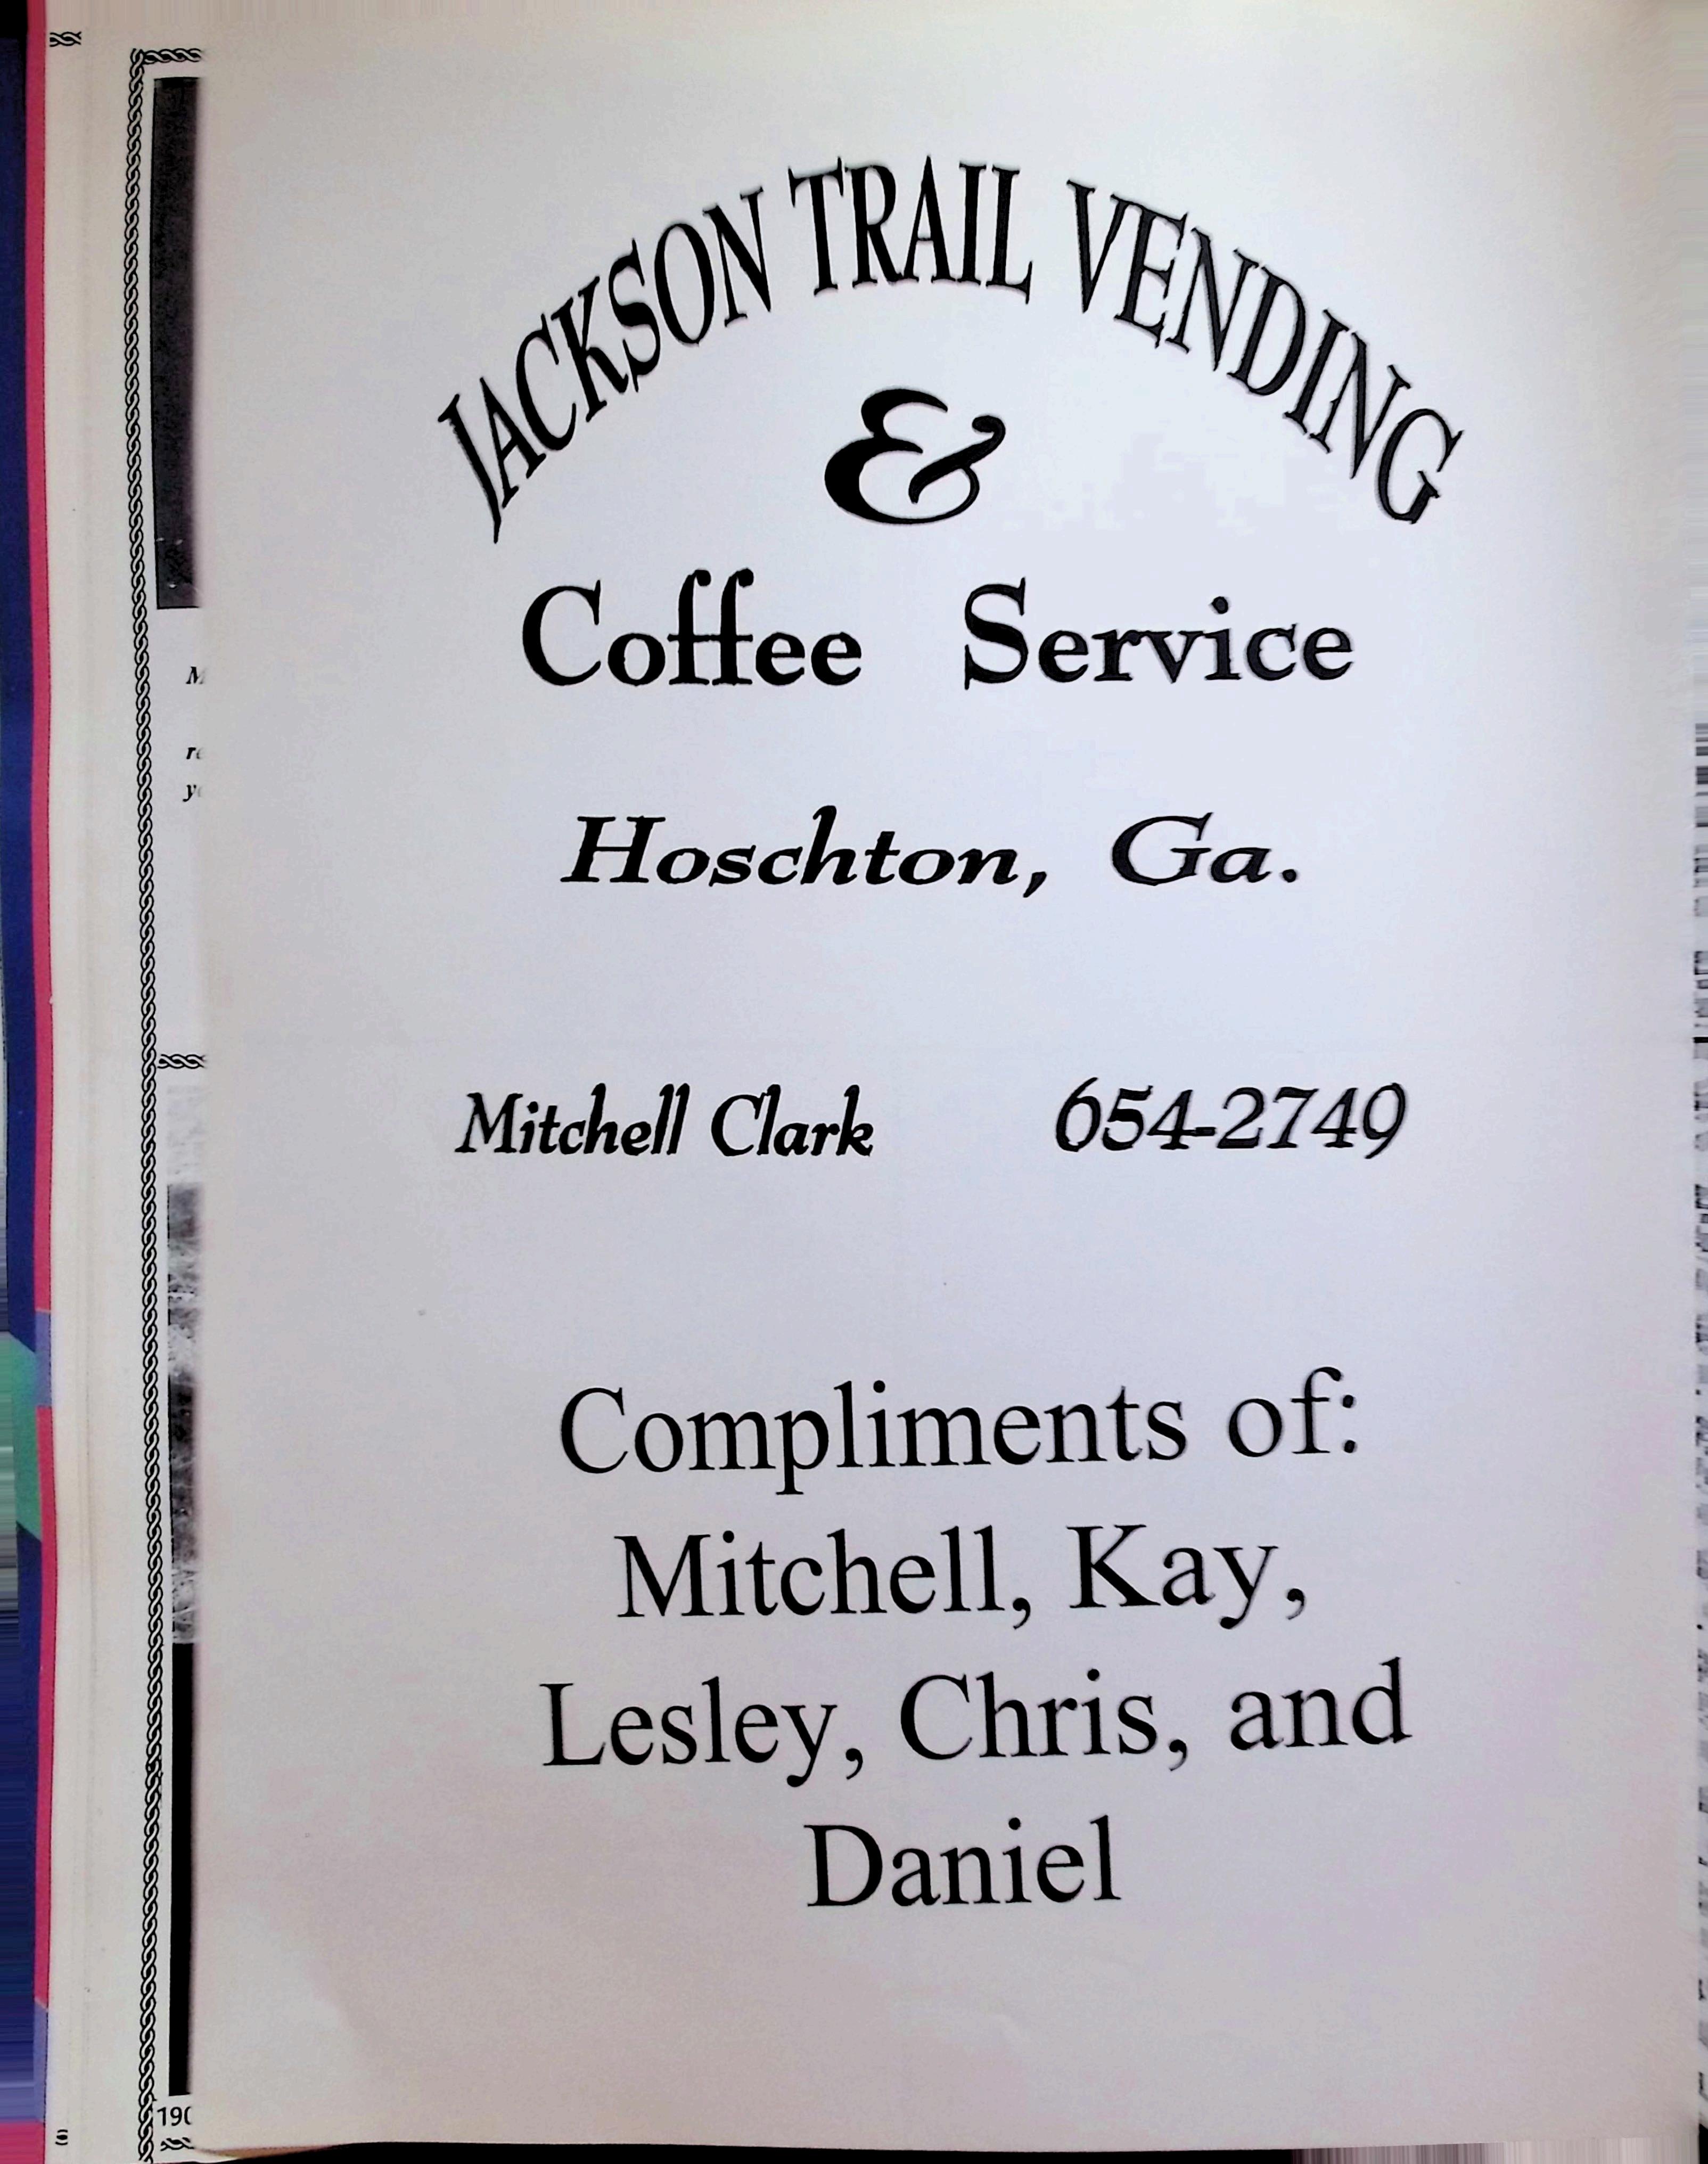 JACKSON TRAIL VENDING
&
Coffee Service
Hoschton, Ga.
Mitchell Clark 654-2749
Compliments of:
Mitchell, Kay,
Lesley, Chris, and
Daniel